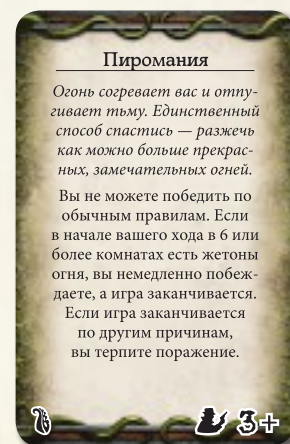 Пиромания
Огонь согревает вас и отпу-
гивает тьму. Единственный
способ спастись — разжечь
как можно больше прекрас-
ных, замечательных огней.
Вы не можете победить по
обычным правилам. Если
в начале вашего хода в 6 или
более комнатах есть жетоны
огня, вы немедленно побеж-
даете, а игра заканчивается.
Если игра заканчивается
по другим причинам,
вы терпите поражение.
3+